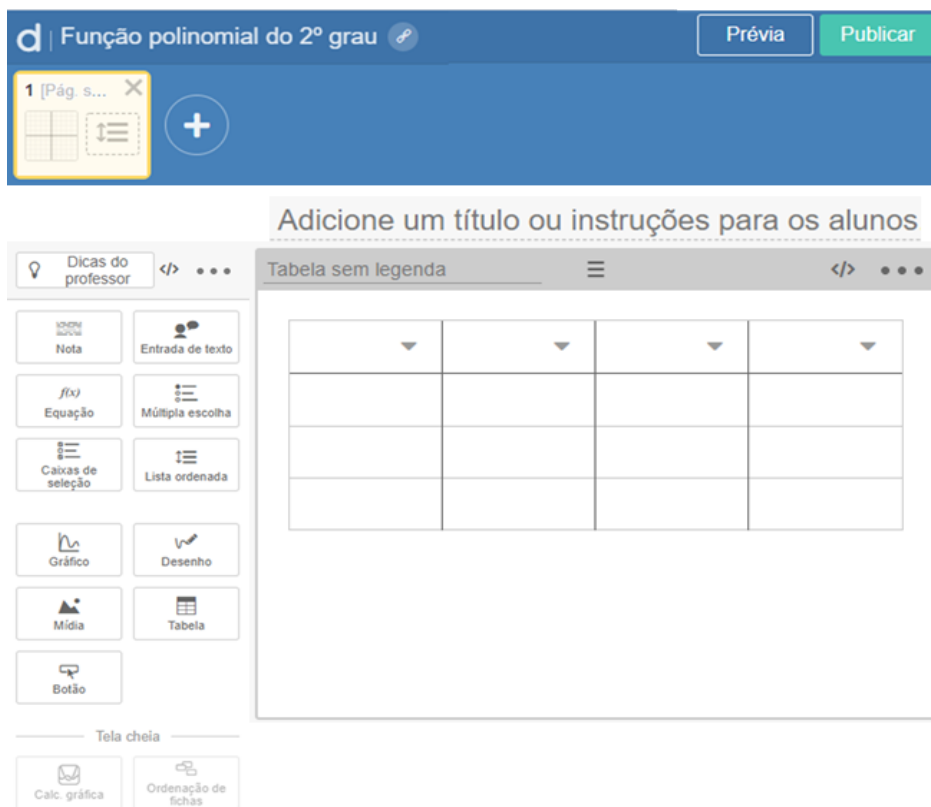 d Função polinomial do 2º grau
Prévia
Publicar
1 [Pág. s...
Adicione um título ou instruções para os alunos
Dicas do
professor
</>
Tabela sem legenda
</>
Nota
Entrada de texto
f(x)
Equação
Múltipla escolha
Caixas de
seleção
Lista ordenada
Gráfico
Desenho
Mídia
Tabela
Botão
Tela cheia
Calc. gráfica
Ordenação de
fichas